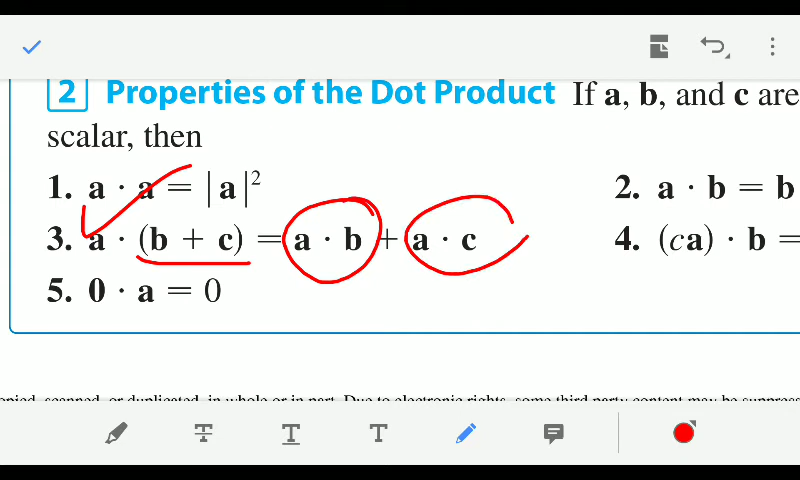 2 Properties of the Dot Product If a, b, and c are
scalar, then
1. a · a = |a|² 2. a · b = b
3. a · (b + c) = a · b + a · c 4. (ca) · b =
5. 0 · a = 0
T T T